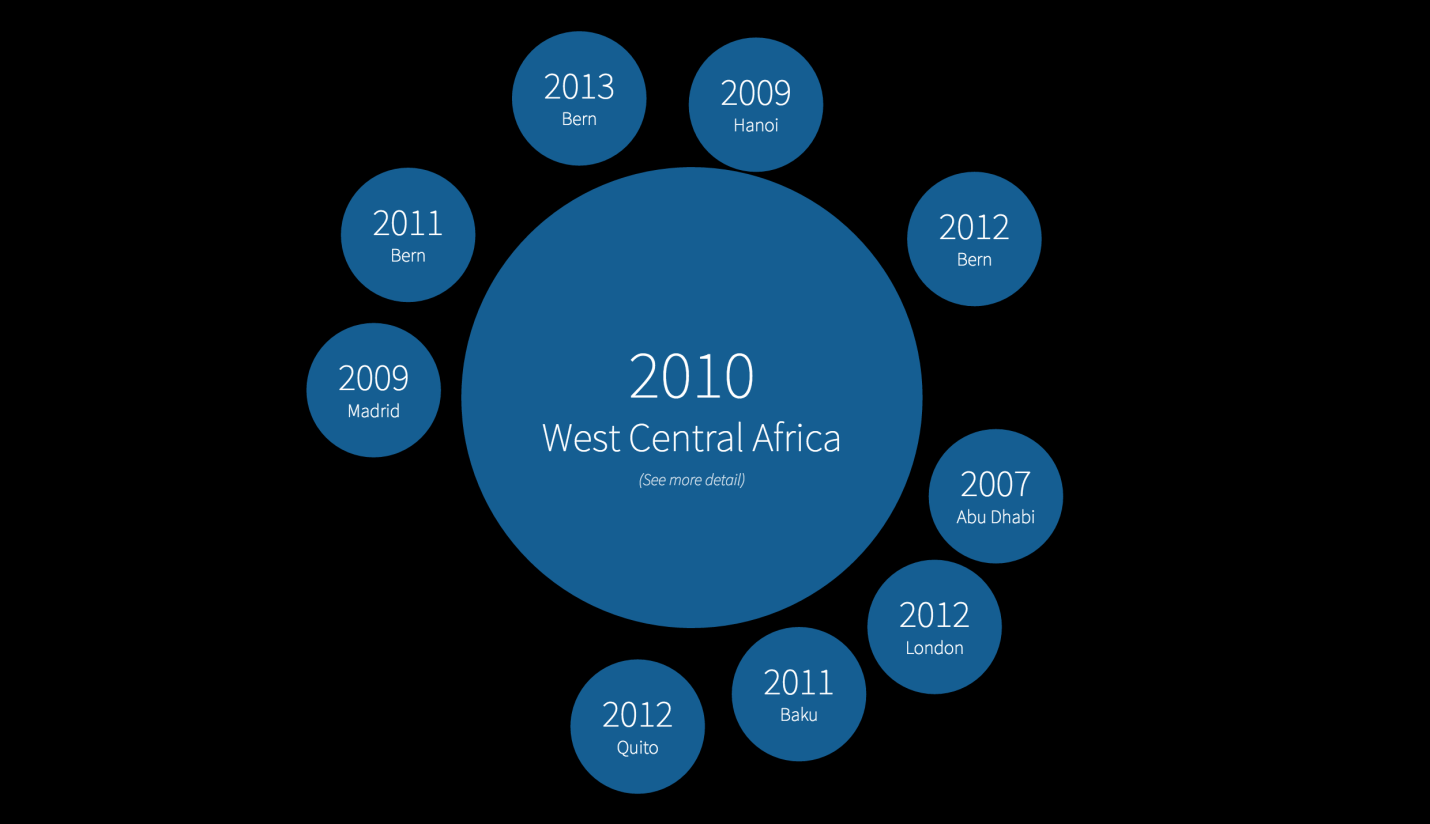 2013
Bern
2009
Hanoi
2011
Bern
2012
Bern
2009
Madrid
2010
West Central Africa
(See more detail)
2007
Abu Dhabi
2012
London
2011
Baku
2012
Quito